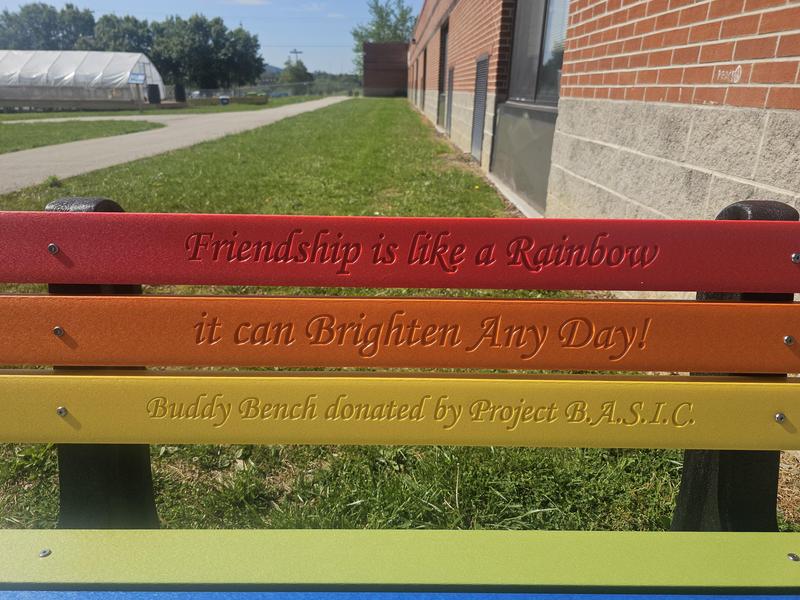 Friendship is like a Rainbow
it can Brighten Any Day!
Buddy Bench donated by Project B.A.S.I.C.